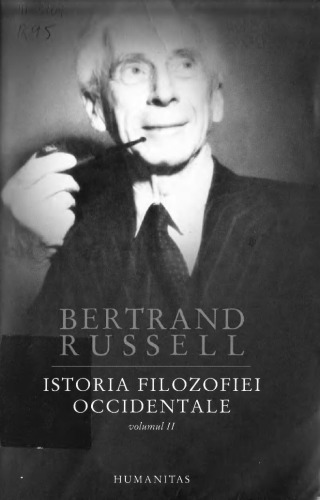 BERTRAND
RUSSELL
ISTORIA FILOZOFIEI
OCCIDENTALE
volumul II
HUMANITAS